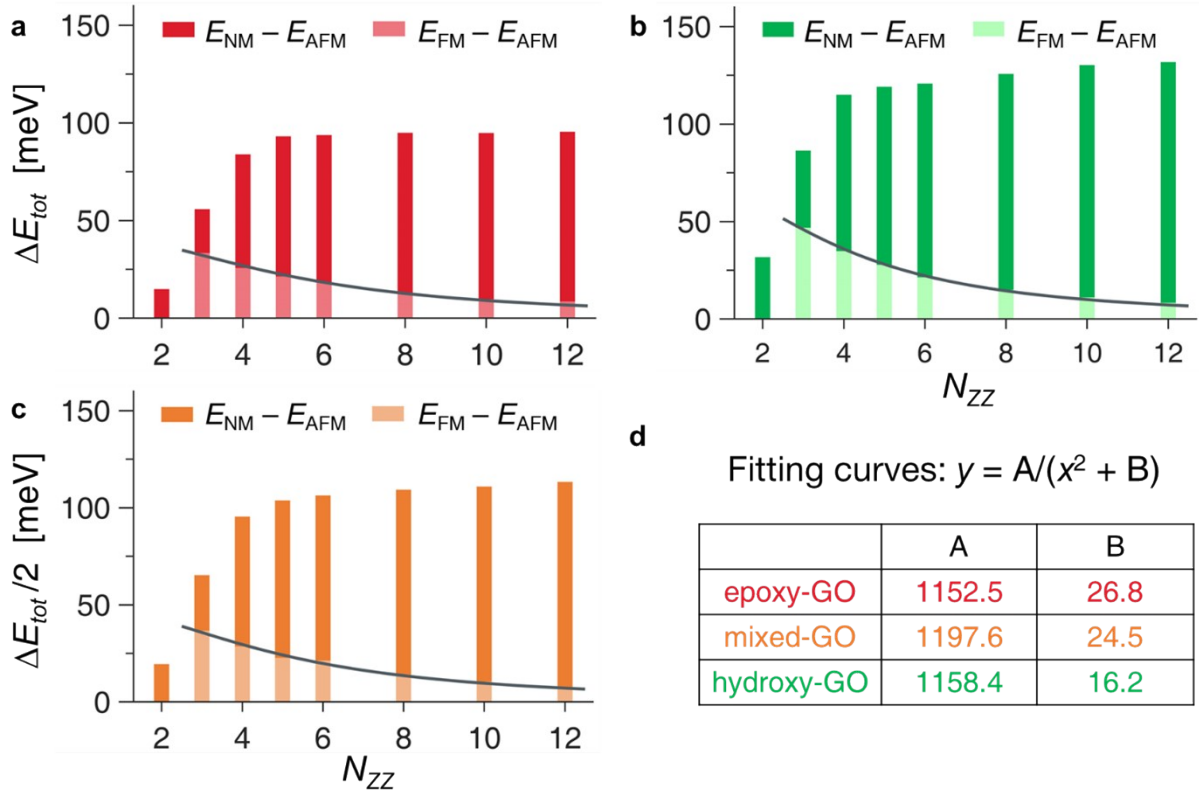 a
E_NM – E_AFM   E_FM – E_AFM
150
100
50
0
ΔE_tot [meV]
2 4 6 8 10 12
b
E_NM – E_AFM   E_FM – E_AFM
150
100
50
0
2 4 6 8 10 12
N_ZZ
c
E_NM – E_AFM   E_FM – E_AFM
150
100
50
0
ΔE_tot /2 [meV]
2 4 6 8 10 12
N_ZZ
d
Fitting curves: y = A/(x² + B)
A B
epoxy-GO 1152.5 26.8
mixed-GO 1197.6 24.5
hydroxy-GO 1158.4 16.2